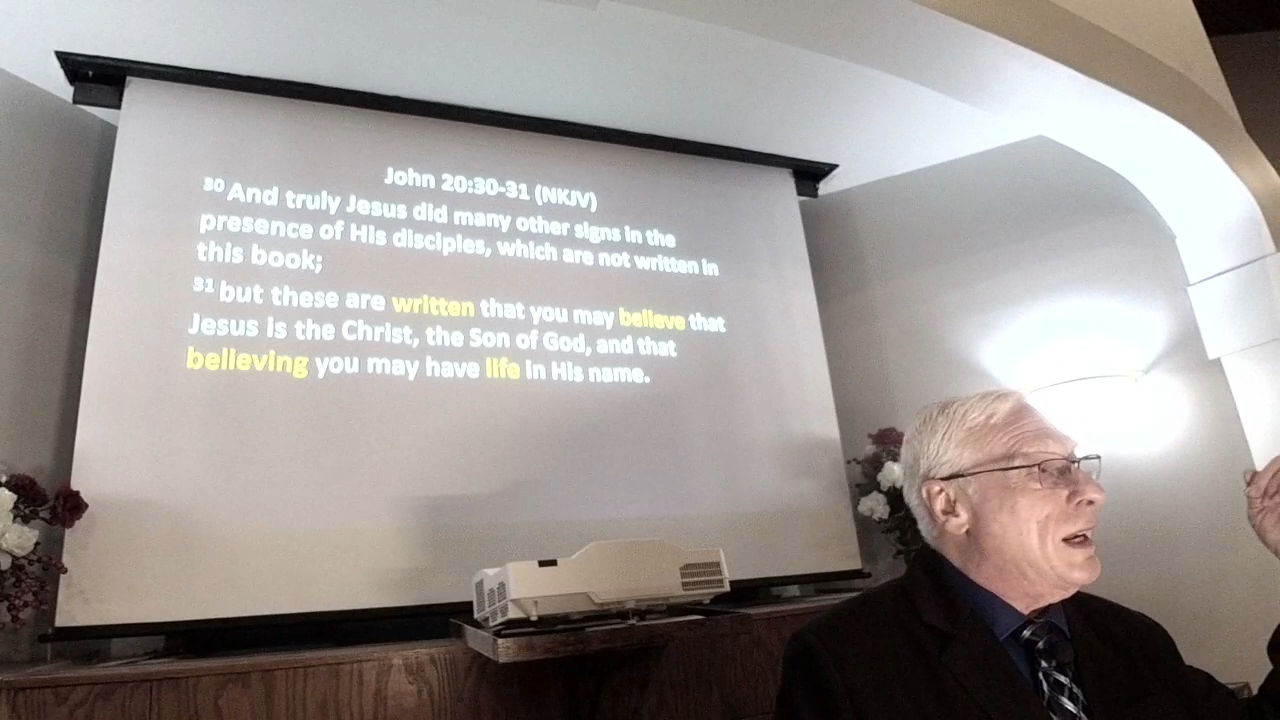 John 20:30-31 (NKJV)
30 And truly Jesus did many other signs in the
presence of His disciples, which are not written in
this book;
31 but these are written that you may believe that
Jesus is the Christ, the Son of God, and that
believing you may have life in His name.